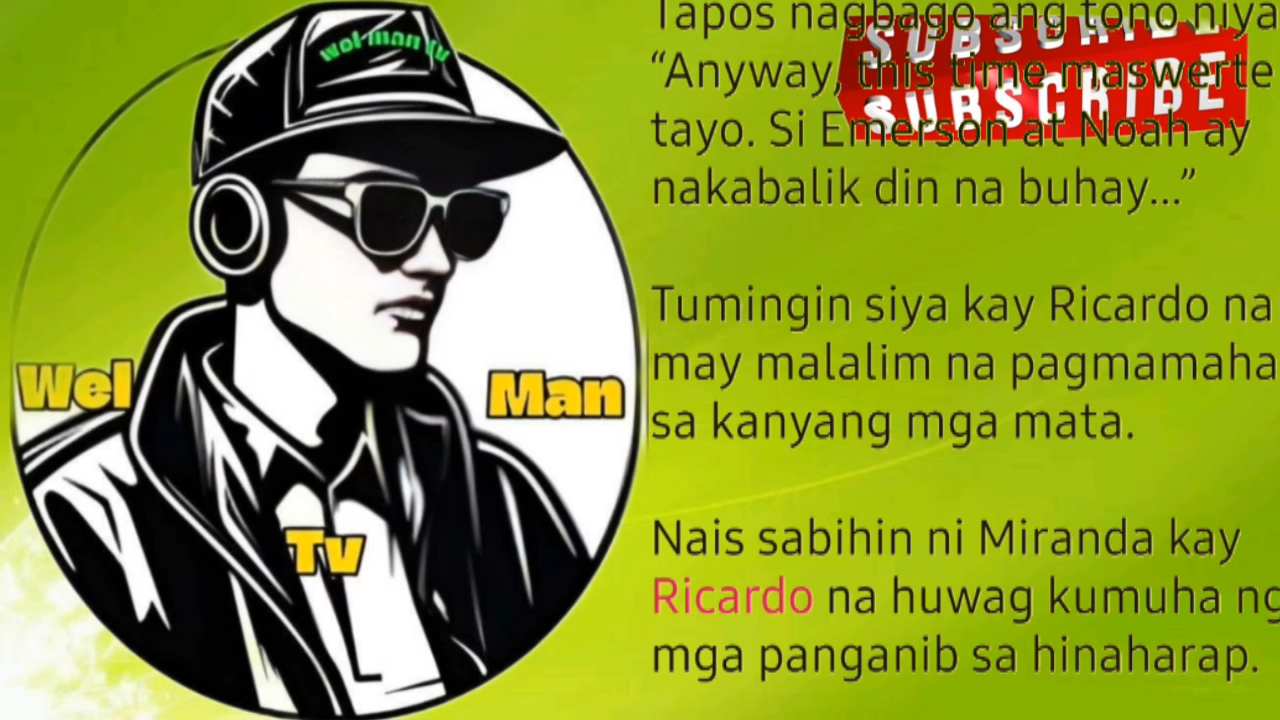 wel man tv
Wel
Man
Tv
SUBSCRIBE
SUBSCRIBE
Tapos nagbago ang tono niya
“Anyway, this time maswerte
tayo. Si Emerson at Noah ay
nakabalik din na buhay...”
Tumingin siya kay Ricardo na
may malalim na pagmamaha
sa kanyang mga mata.
Nais sabihin ni Miranda kay
Ricardo na huwag kumuha ng
mga panganib sa hinaharap.